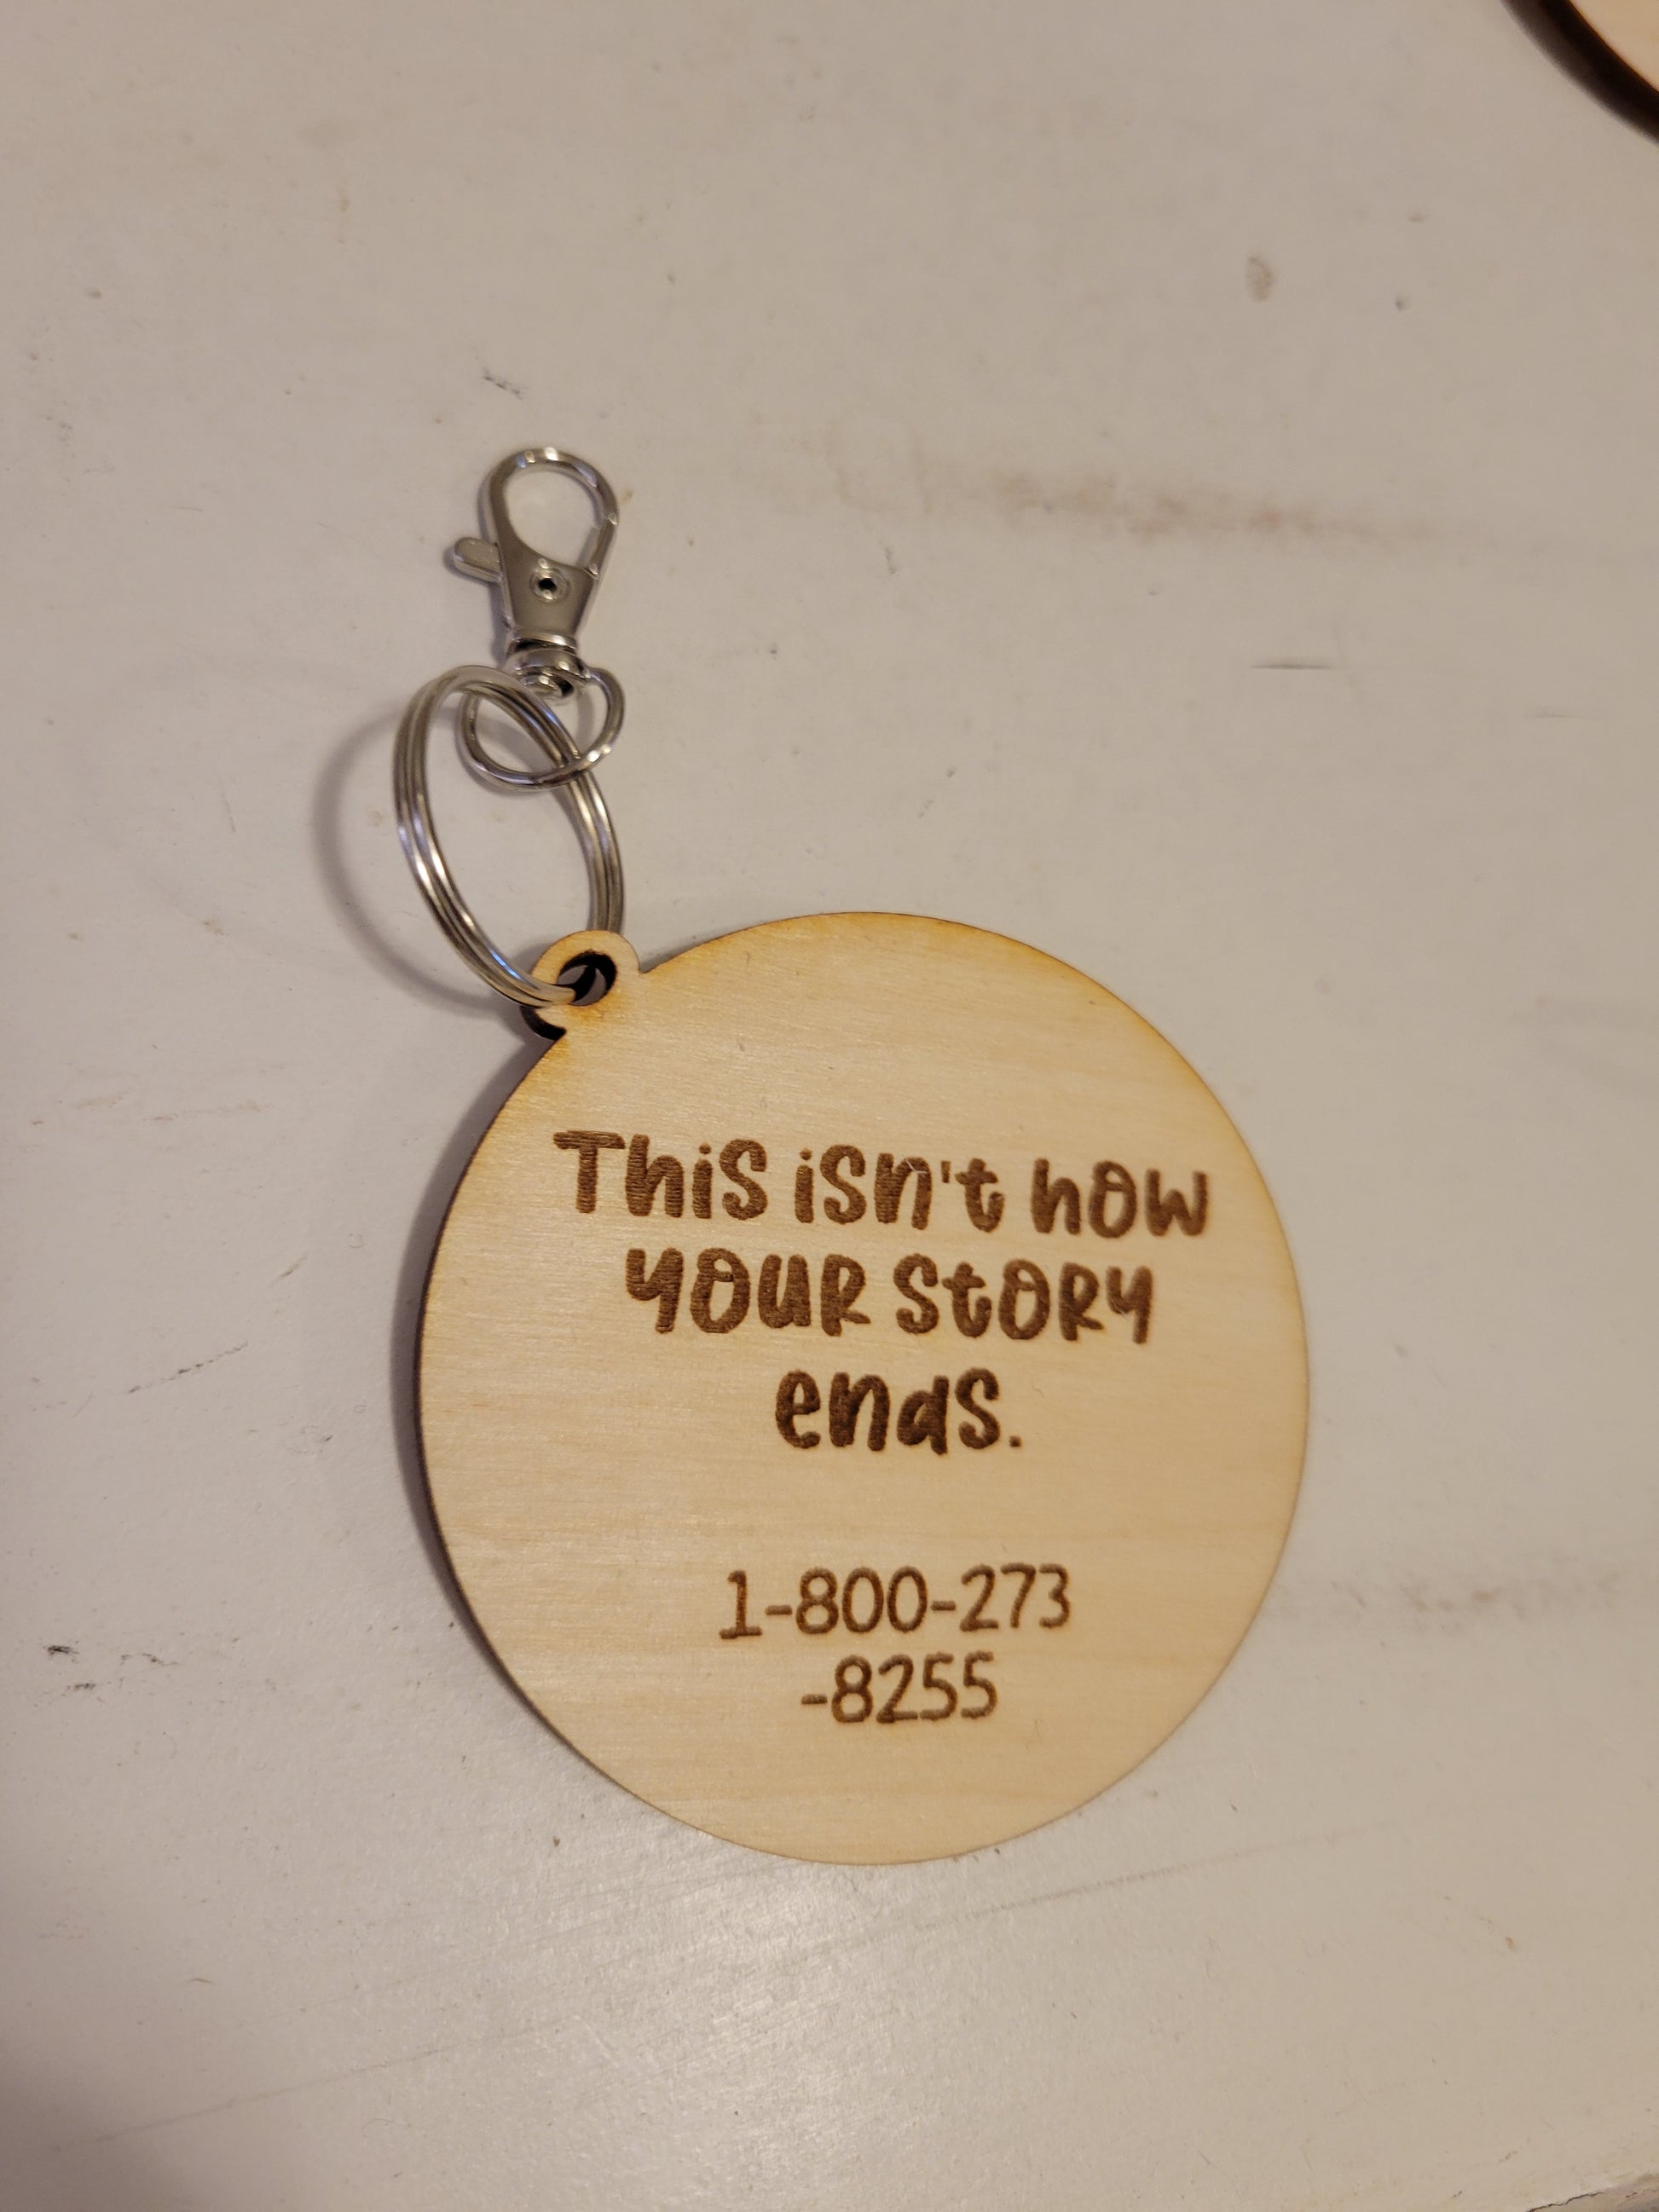 This isn't how
your story
ends.
1-800-273
-8255